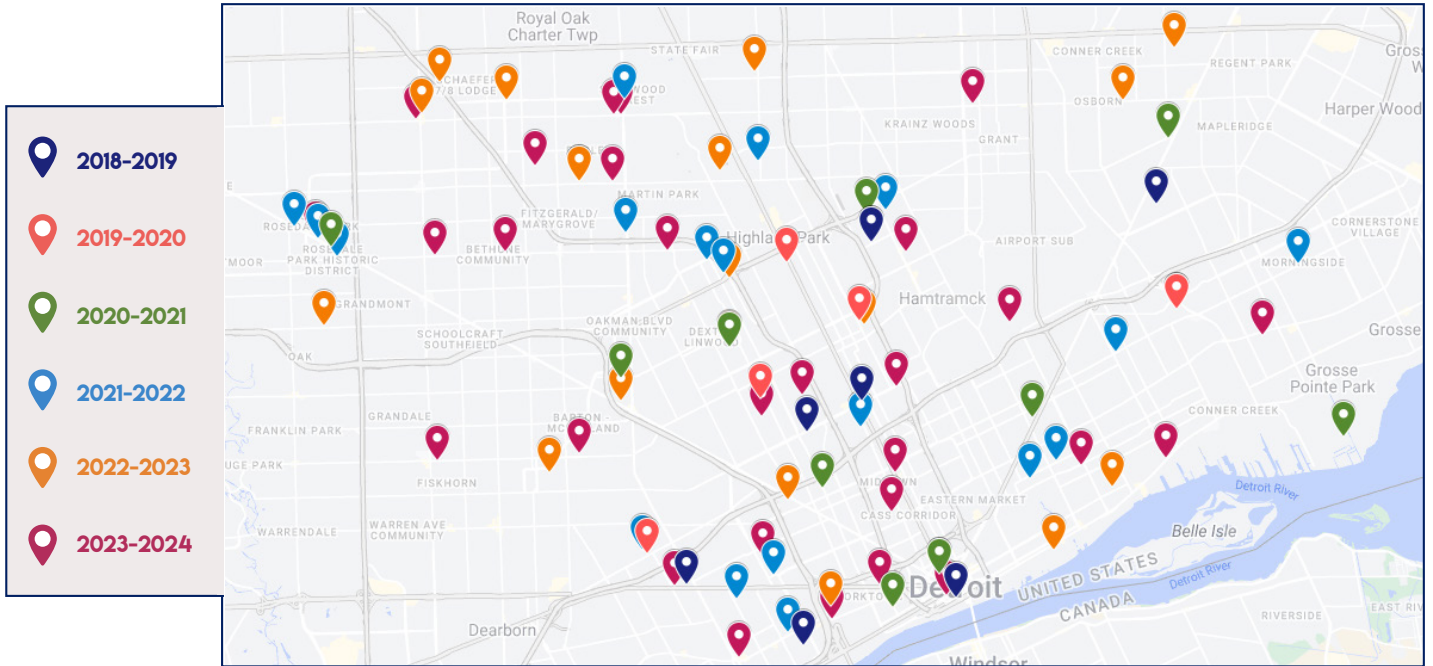 2018-2019
2019-2020
2020-2021
2021-2022
2022-2023
2023-2024
Royal Oak
Charter Twp
STATE FAIR
CONNER CREEK
REGENT PARK
Harper Wood
OSBORN
MAPLERIDGE
KRAINZ WOODS
GRANT
MARTIN PARK
FITZGERALD/
MARYGROVE
CORNERSTONE
VILLAGE
PARK HISTORIC
DISTRICT
BETHUNE
COMMUNITY
AIRPORT SUB
MORNINGSIDE
GRANDMONT
Hamtramck
OAKMAN BLVD
COMMUNITY
SCHOOLCRAFT
SOUTHFIELD
OAK
Grosse
Grosse
Pointe Park
GRANDALE
CONNER CREEK
FRANKLIN PARK
UGE PARK
FISKHORN
EASTERN MARKET
CASS CORRIDOR
Detroit River
Belle Isle
WARRENDALE
WARREN AVE
COMMUNITY
UNITED STATES
Detroit River
CANADA
Detroit
RIVERSIDE
EAST RIV
Dearborn
Windsor